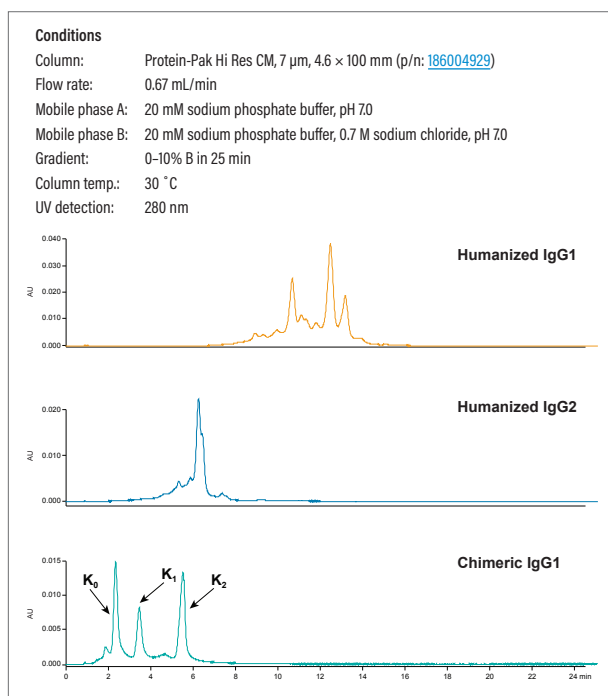 Conditions
Column: Protein-Pak Hi Res CM, 7 µm, 4.6 × 100 mm (p/n: 186004929)
Flow rate: 0.67 mL/min
Mobile phase A: 20 mM sodium phosphate buffer, pH 7.0
Mobile phase B: 20 mM sodium phosphate buffer, 0.7 M sodium chloride, pH 7.0
Gradient: 0–10% B in 25 min
Column temp.: 30 ˚C
UV detection: 280 nm
0.040
0.030
0.020
0.010
0.000
AU
Humanized IgG1
0.020
0.010
0.000
AU
Humanized IgG2
0.015
0.010
0.005
0.000
AU
K₀
K₁
K₂
Chimeric IgG1
0 2 4 6 8 10 12 14 16 18 20 22 24 min